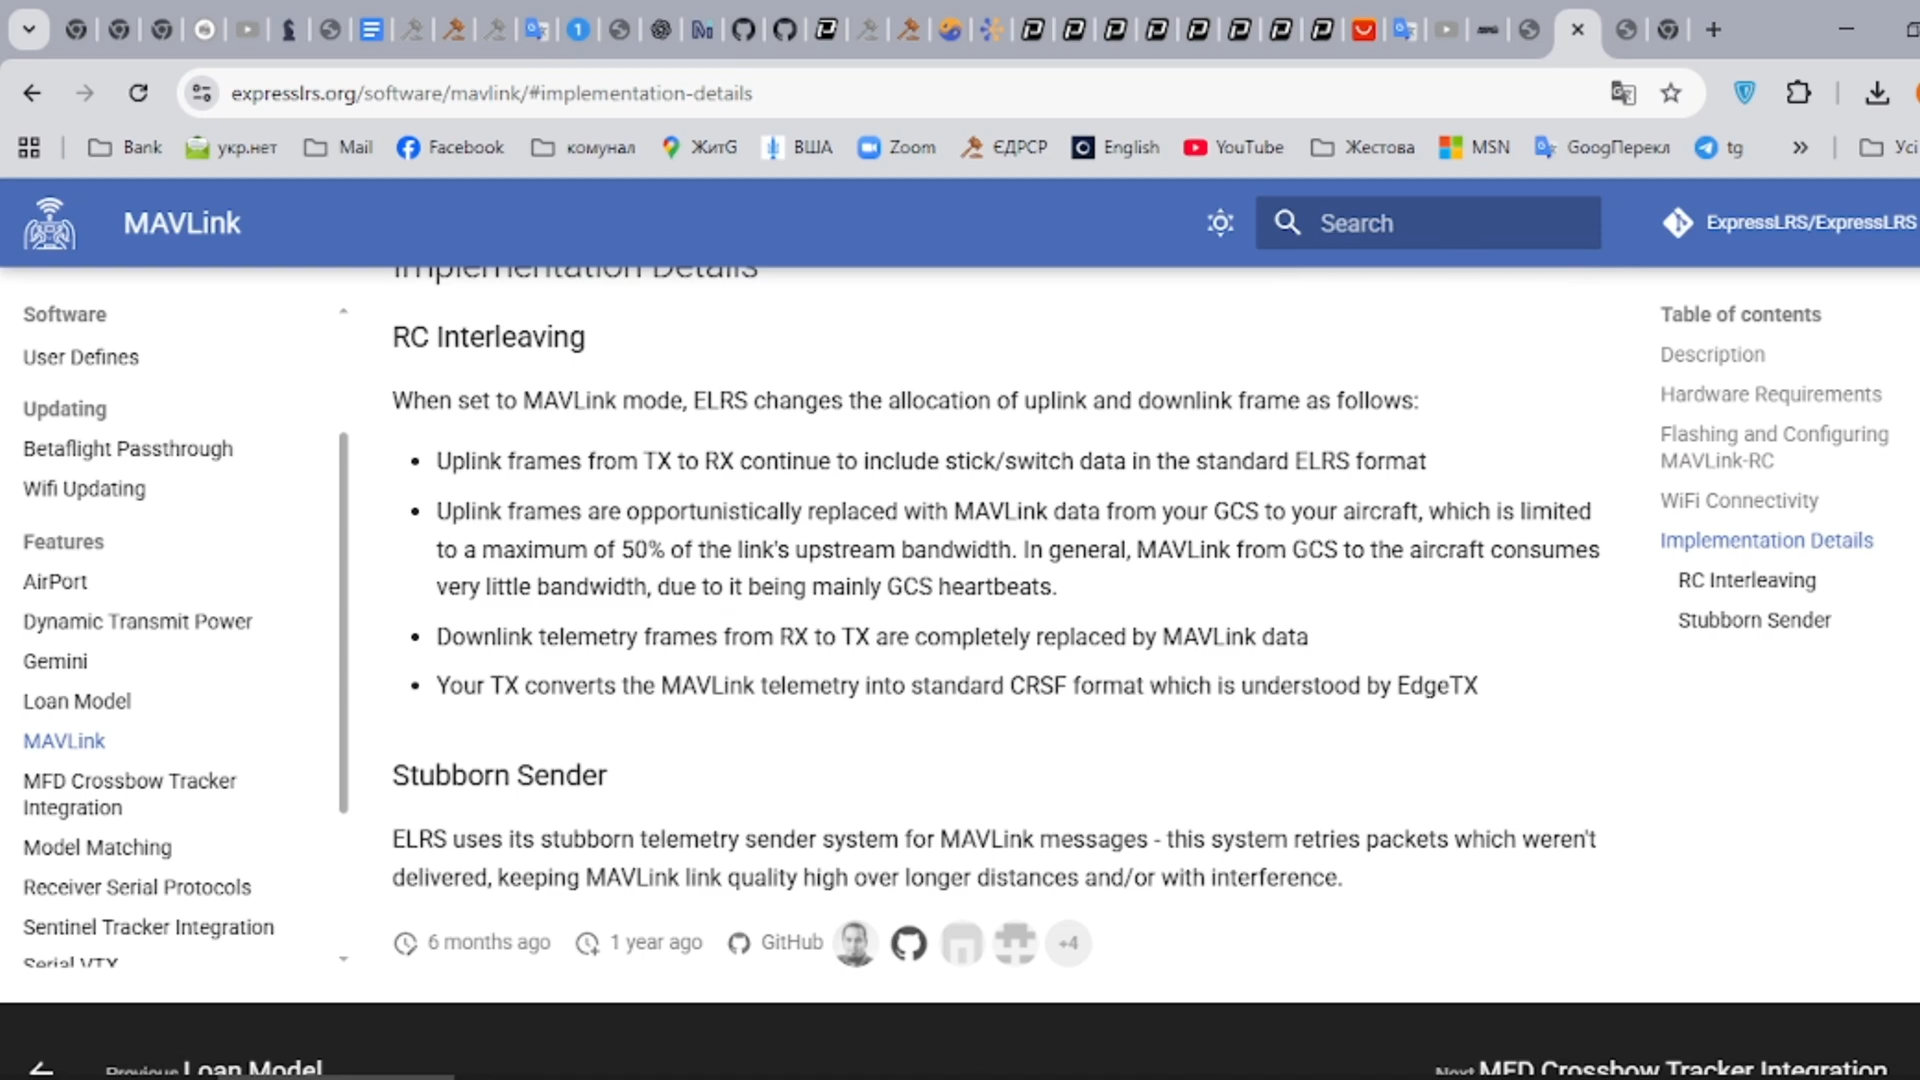 expresslrs.org/software/mavlink/#implementation-details
Bank
укр.нет
Mail
Facebook
комунал
ЖитG
ВША
Zoom
ЄДРСР
English
YouTube
Жестова
MSN
GoogПерекл
tg
Усі
MAVLink
Search
ExpressLRS/ExpressLRS
Software
User Defines
Updating
Betaflight Passthrough
Wifi Updating
Features
AirPort
Dynamic Transmit Power
Gemini
Loan Model
MAVLink
MFD Crossbow Tracker
Integration
Model Matching
Receiver Serial Protocols
Sentinel Tracker Integration
Serial VTX
Implementation Details
RC Interleaving
When set to MAVLink mode, ELRS changes the allocation of uplink and downlink frame as follows:
• Uplink frames from TX to RX continue to include stick/switch data in the standard ELRS format
• Uplink frames are opportunistically replaced with MAVLink data from your GCS to your aircraft, which is limited
to a maximum of 50% of the link's upstream bandwidth. In general, MAVLink from GCS to the aircraft consumes
very little bandwidth, due to it being mainly GCS heartbeats.
• Downlink telemetry frames from RX to TX are completely replaced by MAVLink data
• Your TX converts the MAVLink telemetry into standard CRSF format which is understood by EdgeTX
Stubborn Sender
ELRS uses its stubborn telemetry sender system for MAVLink messages - this system retries packets which weren't
delivered, keeping MAVLink link quality high over longer distances and/or with interference.
6 months ago
1 year ago
GitHub
+4
Table of contents
Description
Hardware Requirements
Flashing and Configuring
MAVLink-RC
WiFi Connectivity
Implementation Details
RC Interleaving
Stubborn Sender
Previous Loan Model
Next MFD Crossbow Tracker Integration